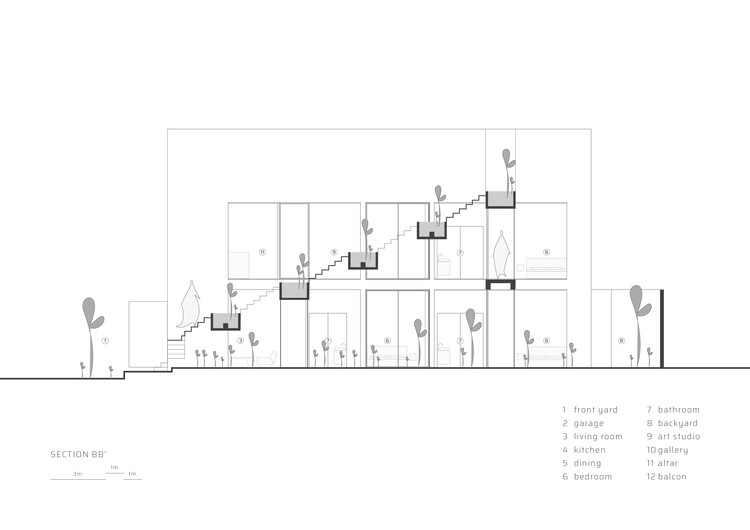 11
9
7
6
1
3
7
6
7
6
8
1 front yard
2 garage
3 living room
4 kitchen
5 dining
6 bedroom
7 bathroom
8 backyard
9 art studio
10 gallery
11 altar
12 balcon
SECTION BB'
1m
3m 1m